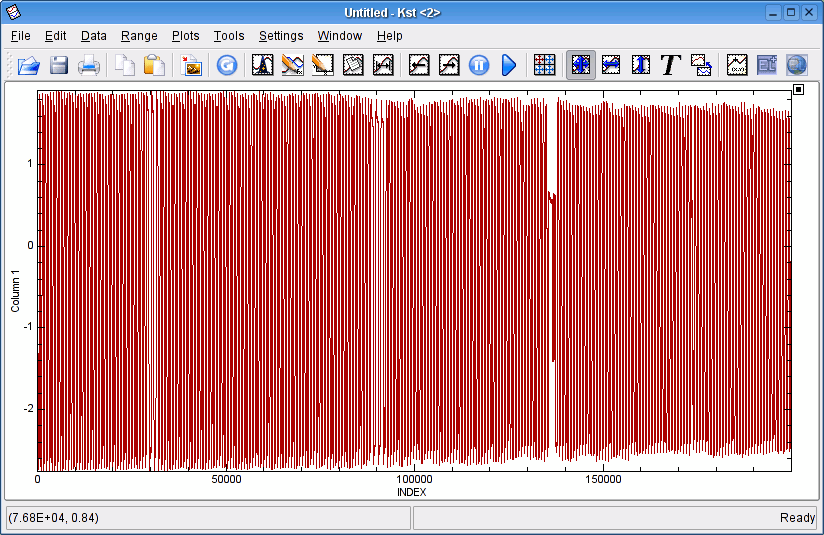 Untitled - Kst <2>
File Edit Data Range Plots Tools Settings Window Help
T
1
0
-1
-2
Column 1
0 50000 100000 150000
INDEX
(7.68E+04, 0.84) Ready